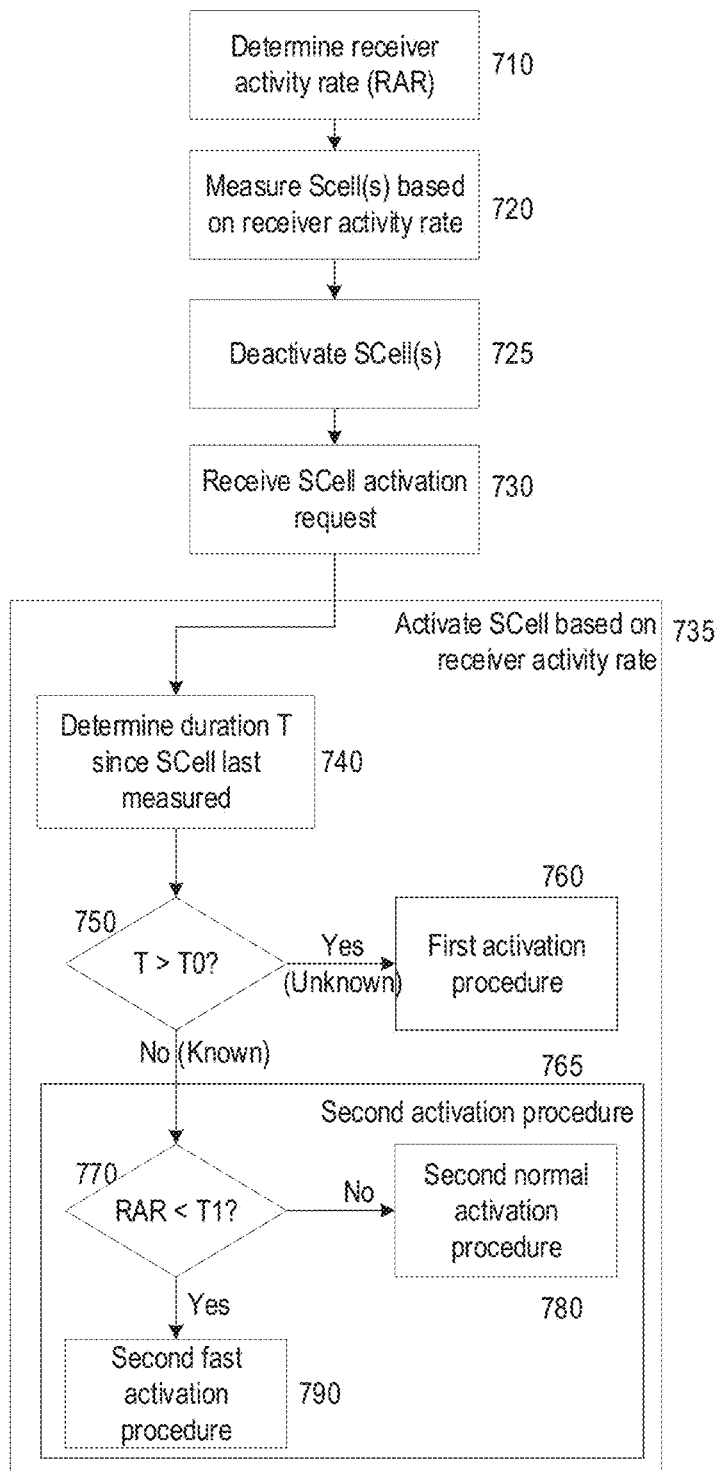 Determine receiver
activity rate (RAR)
710
Measure Scell(s) based
on receiver activity rate
720
Deactivate SCell(s)
725
Receive SCell activation
request
730
Activate SCell based on
receiver activity rate
735
Determine duration T
since SCell last
measured
740
750
T > T0?
Yes
(Unknown)
760
First activation
procedure
No (Known)
765
Second activation procedure
770
RAR < T1?
No
Second normal
activation
procedure
780
Yes
Second fast
activation
procedure
790